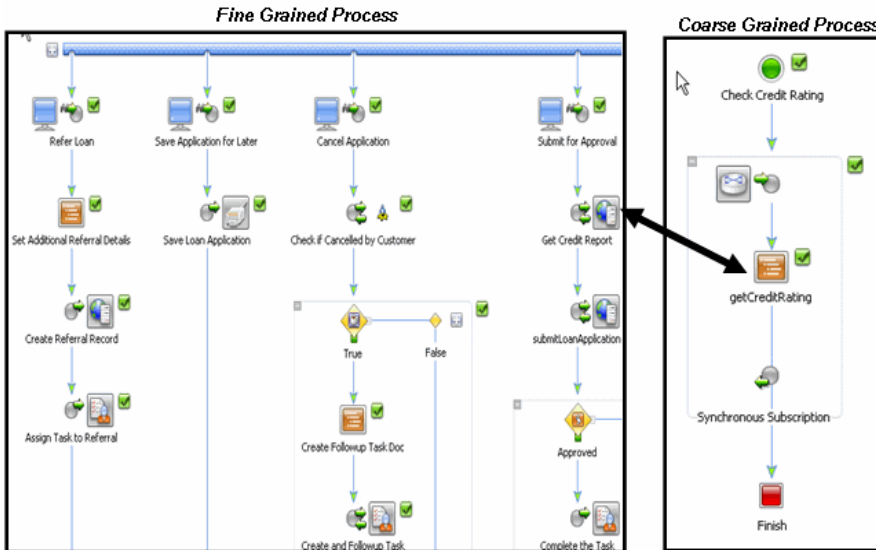 Fine Grained Process
Coarse Grained Process
Refer Loan
Save Application for Later
Cancel Application
Submit for Approval
Set Additional Referral Details
Save Loan Application
Check if Cancelled by Customer
Get Credit Report
Create Referral Record
True
False
submitLoanApplication
Assign Task to Referral
Create Followup Task Doc
Approved
Create and Followup Task
Complete the Task
Check Credit Rating
getCreditRating
Synchronous Subscription
Finish